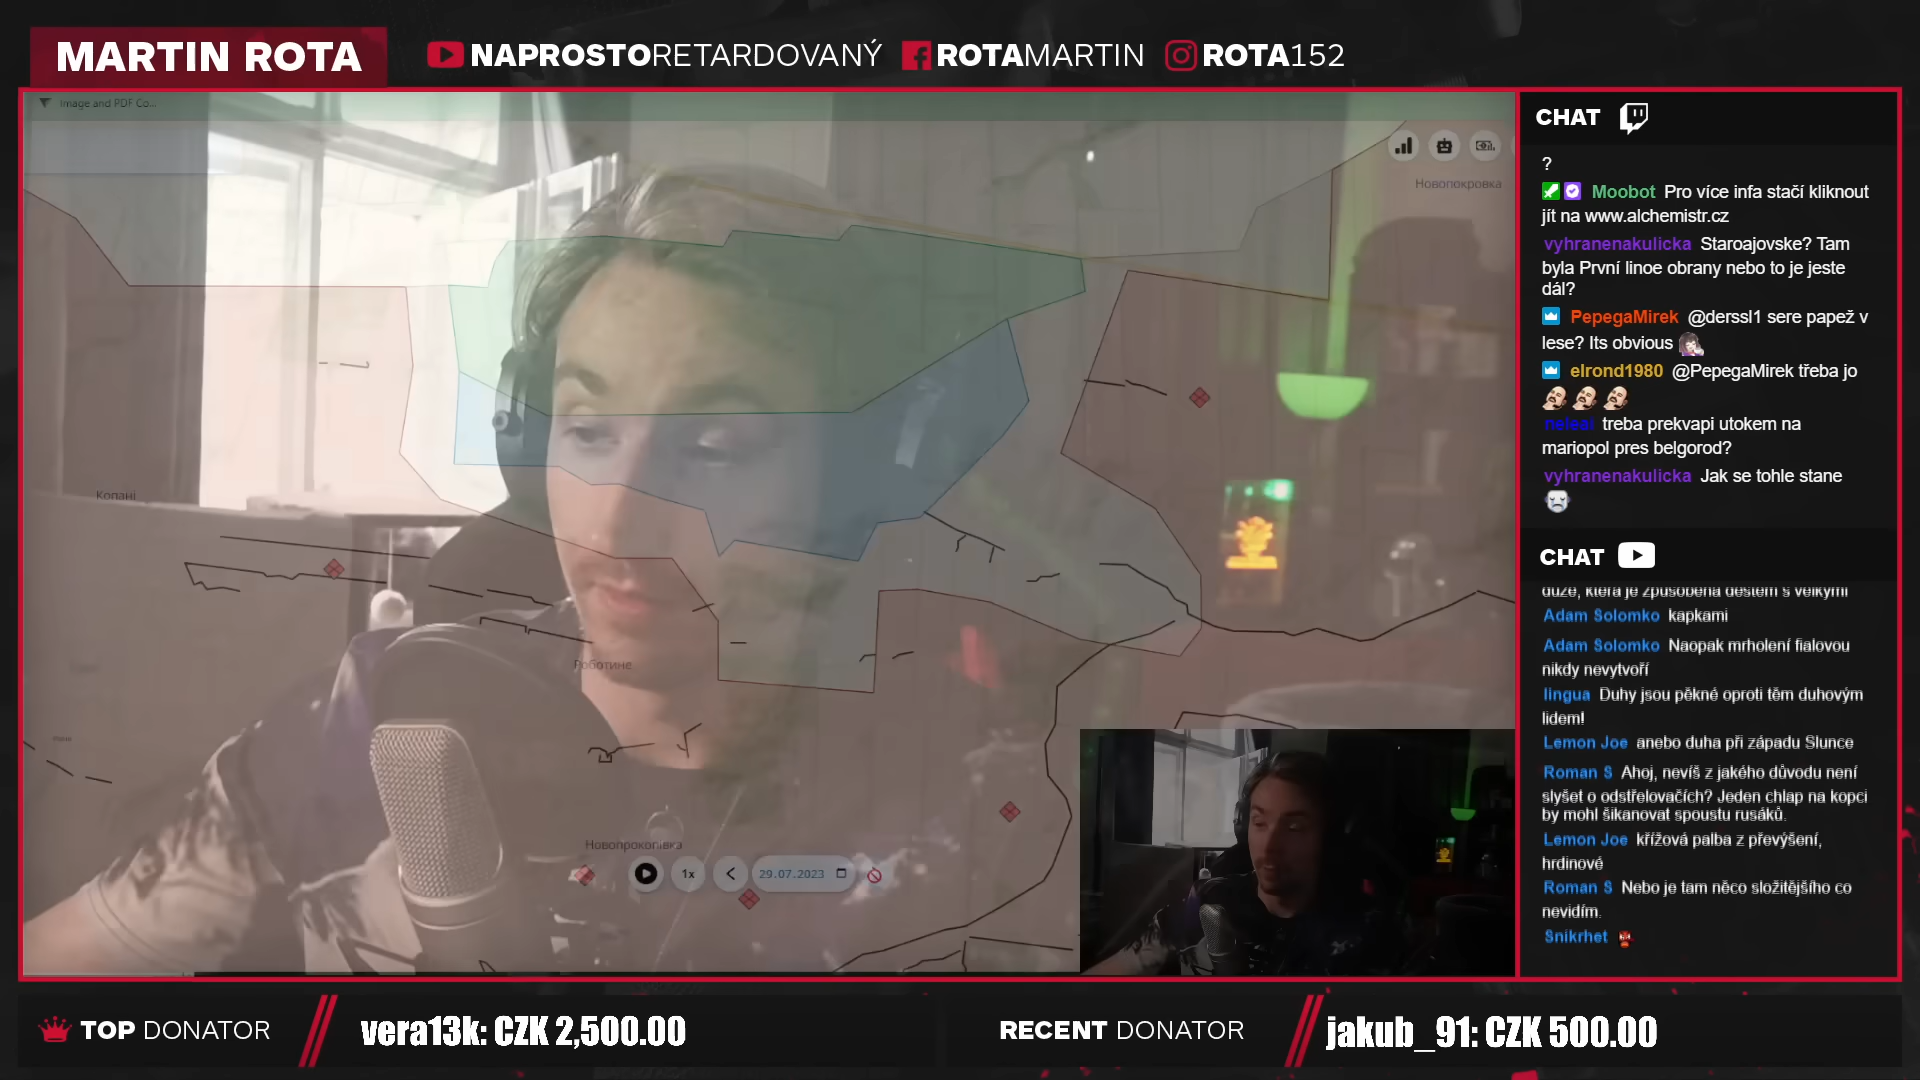 MARTIN ROTA
NAPROSTORETARDOVANÝ
ROTAMARTIN
ROTA152
Image and PDF Co...
Новопокровка
Копані
Роботине
Новопрокопівка
1x
29.07.2023
CHAT
?
Moobot Pro více infa stačí kliknout
jít na www.alchemistr.cz
vyhranenakulicka Staroajovske? Tam
byla První linoe obrany nebo to je jeste
dál?
PepegaMirek @derssl1 sere papež v
lese? Its obvious
elrond1980 @PepegaMirek třeba jo
neleai treba prekvapi utokem na
mariopol pres belgorod?
vyhranenakulicka Jak se tohle stane
CHAT
duze, která je způsobena deštěm s velkými
Adam Solomko kapkami
Adam Solomko Naopak mrholení fialovou
nikdy nevytvoří
lingua Duhy jsou pěkné oproti těm duhovým
lidem!
Lemon Joe anebo duha při západu Slunce
Roman S Ahoj, nevíš z jakého důvodu není
slyšet o odstřelovačích? Jeden chlap na kopci
by mohl šikanovat spoustu rusáků.
Lemon Joe křížová palba z převýšení,
hrdinové
Roman S Nebo je tam něco složitějšího co
nevidím.
Snikrhet
TOP DONATOR
vera13k: CZK 2,500.00
RECENT DONATOR
jakub_91: CZK 500.00